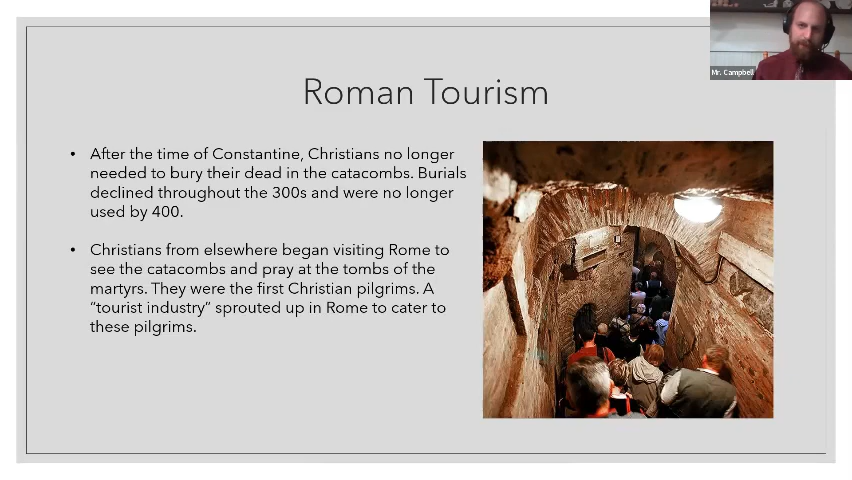 Mr. Campbell
Roman Tourism
• After the time of Constantine, Christians no longer
needed to bury their dead in the catacombs. Burials
declined throughout the 300s and were no longer
used by 400.
• Christians from elsewhere began visiting Rome to
see the catacombs and pray at the tombs of the
martyrs. They were the first Christian pilgrims. A
“tourist industry” sprouted up in Rome to cater to
these pilgrims.